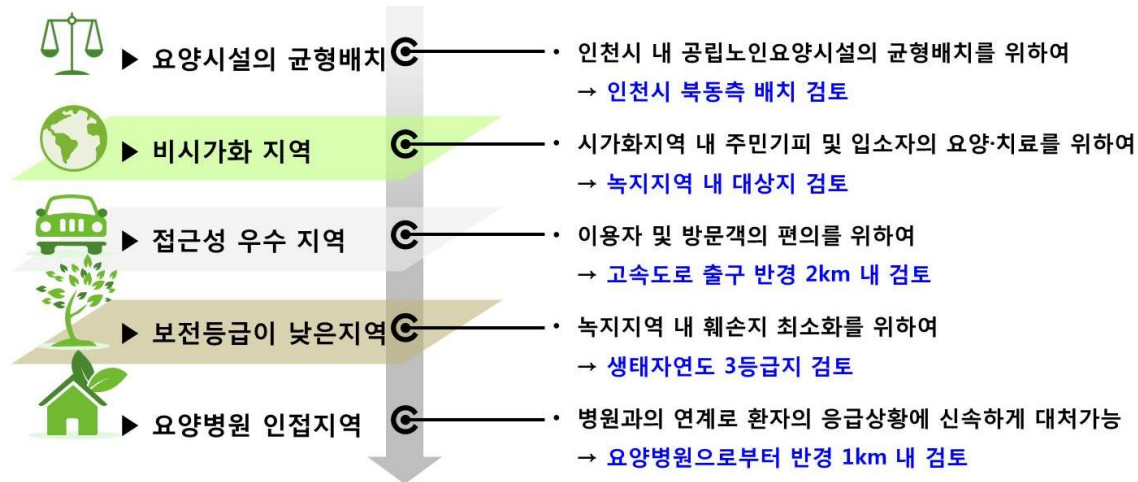 ▶ 요양시설의 균형배치
• 인천시 내 공립노인요양시설의 균형배치를 위하여
→ 인천시 북동측 배치 검토
▶ 비시가화 지역
• 시가화지역 내 주민기피 및 입소자의 요양·치료를 위하여
→ 녹지지역 내 대상지 검토
▶ 접근성 우수 지역
• 이용자 및 방문객의 편의를 위하여
→ 고속도로 출구 반경 2km 내 검토
▶ 보전등급이 낮은지역
• 녹지지역 내 훼손지 최소화를 위하여
→ 생태자연도 3등급지 검토
▶ 요양병원 인접지역
• 병원과의 연계로 환자의 응급상황에 신속하게 대처가능
→ 요양병원으로부터 반경 1km 내 검토